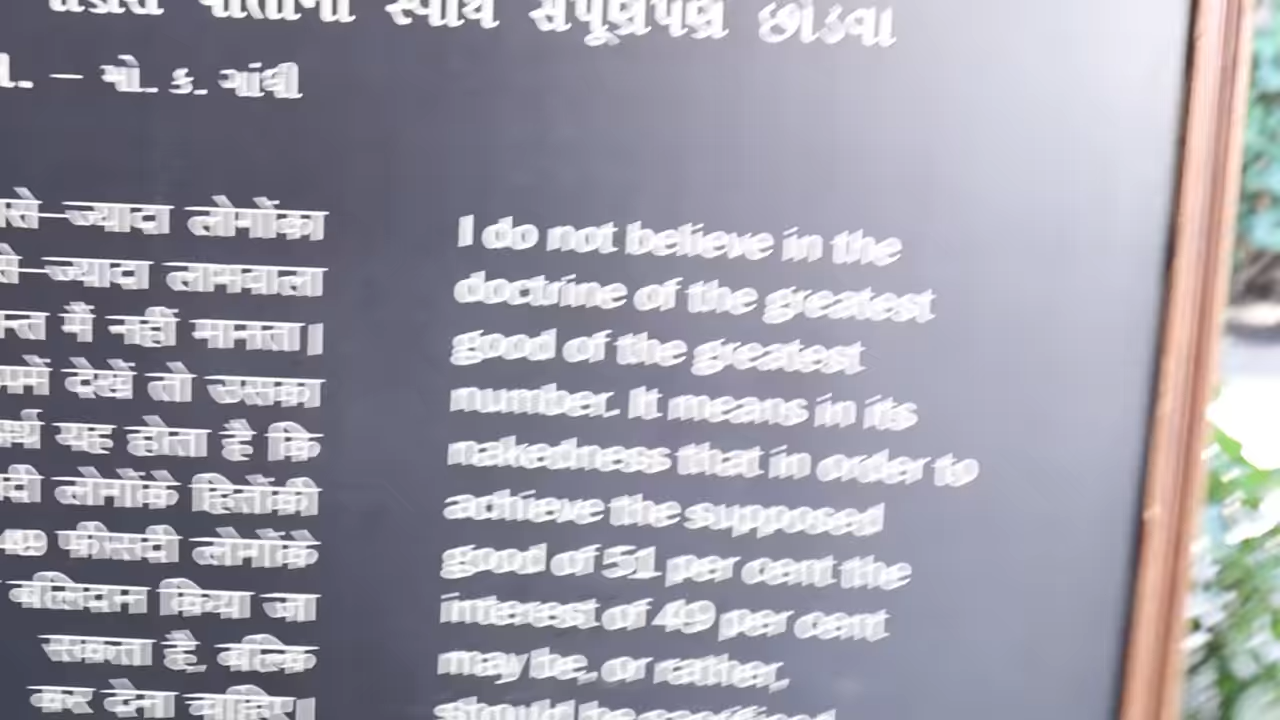 પોતાના સ્વાર્થ સંપૂર્ણપણે છોડવા
– મો. ક. ગાંધી
ज्यादा लोगोंका
ज्यादा लाभवाला
मैं नहीं मानता।
देखें तो उसका
यह होता है कि
लोगोंके हितोंकी
फीसदी लोगोंके
बलिदान किया जा
सकता है, बल्कि
कर देना चाहिए।
I do not believe in the
doctrine of the greatest
good of the greatest
number. It means in its
nakedness that in order to
achieve the supposed
good of 51 per cent the
interest of 49 per cent
may be, or rather,
should be sacrificed